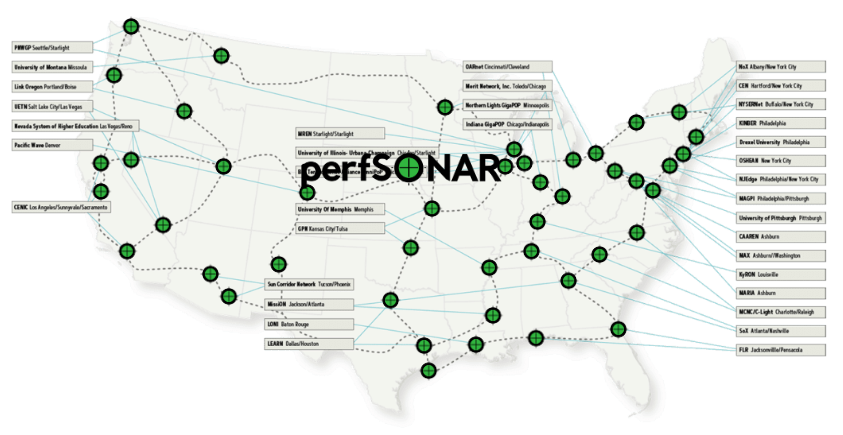 PNWGP Seattle/Starlight
University of Montana Missoula
Link Oregon Portland/Boise
UETN Salt Lake City/Las Vegas
Nevada System of Higher Education Las Vegas/Reno
Pacific Wave Denver
CENIC Los Angeles/Sunnyvale/Sacramento
MREN Starlight/Starlight
University of Illinois- Urbana-Champaign Chicago/Starlight
perfSONAR
University Of Memphis Memphis
GPN Kansas City/Tulsa
Sun Corridor Network Tucson/Phoenix
MissiON Jackson/Atlanta
LONI Baton Rouge
LEARN Dallas/Houston
OARnet Cincinnati/Cleveland
Merit Network, Inc. Toledo/Chicago
Northern Lights GigaPOP Minneapolis
Indiana GigaPOP Chicago/Indianapolis
NoX Albany/New York City
CEN Hartford/New York City
NYSERNet Buffalo/New York City
KINBER Philadelphia
Drexel University Philadelphia
OSHEAN New York City
NJEdge Philadelphia/New York City
MAGPI Philadelphia/Pittsburgh
University of Pittsburgh Pittsburgh
CAAREN Ashburn
MAX Ashburn/Washington
KyRON Louisville
MARIA Ashburn
MCNC/C-Light Charlotte/Raleigh
SoX Atlanta/Nashville
FLR Jacksonville/Pensacola